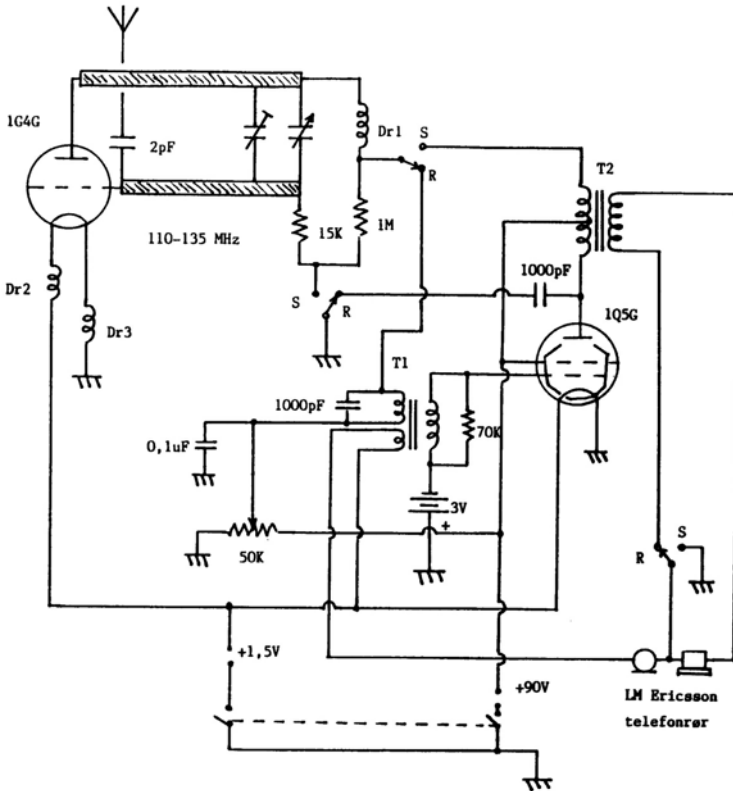 1G4G
2pF
Dr1
S
R
T2
110-135 MHz
15K
1M
1000pF
Dr2
S
R
1Q5G
Dr3
T1
1000pF
0,1uF
70K
3V
+
50K
S
R
+1,5V
+90V
LM Ericsson
telefonrør